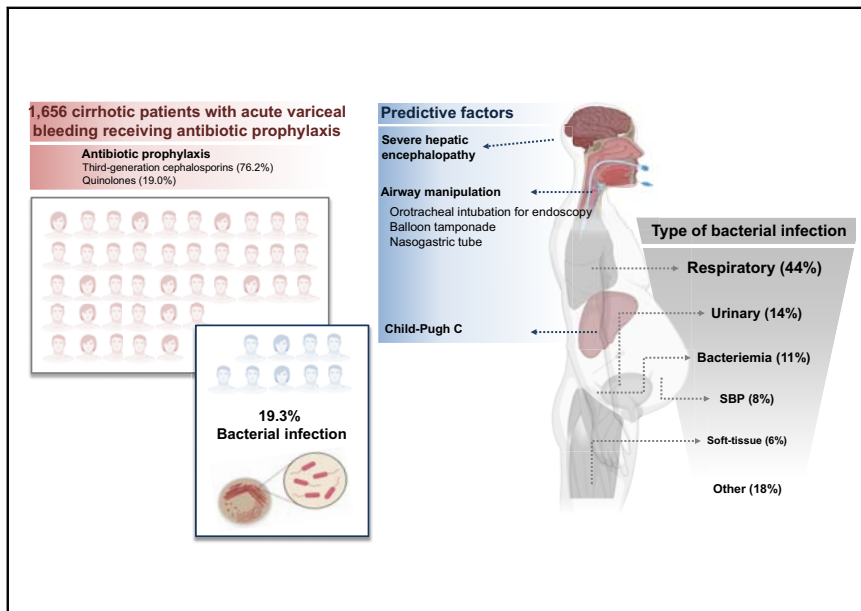 1,656 cirrhotic patients with acute variceal
bleeding receiving antibiotic prophylaxis
Antibiotic prophylaxis
Third-generation cephalosporins (76.2%)
Quinolones (19.0%)
19.3%
Bacterial infection
Predictive factors
Severe hepatic
encephalopathy
Airway manipulation
Orotracheal intubation for endoscopy
Balloon tamponade
Nasogastric tube
Child-Pugh C
Type of bacterial infection
Respiratory (44%)
Urinary (14%)
Bacteriemia (11%)
SBP (8%)
Soft-tissue (6%)
Other (18%)